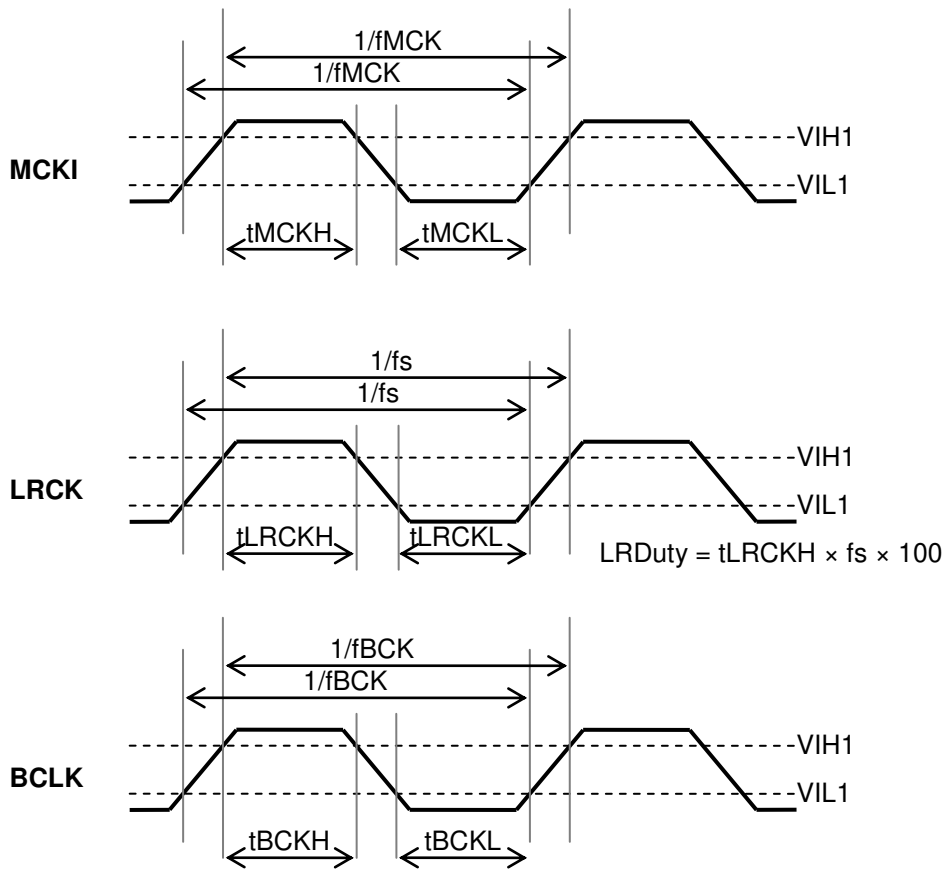 1/fMCK
1/fMCK
VIH1
MCKI
VIL1
tMCKH
tMCKL
1/fs
1/fs
VIH1
LRCK
VIL1
tLRCKH
tLRCKL
LRDuty = tLRCKH × fs × 100
1/fBCK
1/fBCK
VIH1
BCLK
VIL1
tBCKH
tBCKL